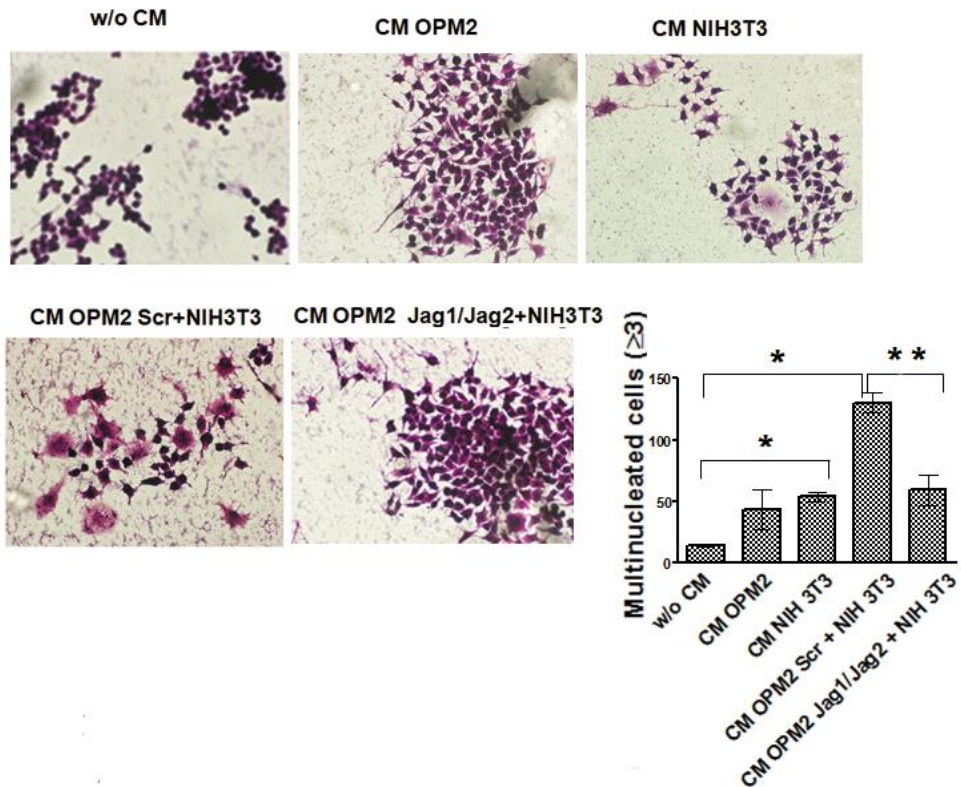 w/o CM
CM OPM2
CM NIH3T3
CM OPM2 Scr+NIH3T3
CM OPM2 Jag1/Jag2+NIH3T3
Multinucleated cells (≥3)
150
100
50
0
*
* *
*
w/o CM
CM OPM2
CM NIH 3T3
CM OPM2 Scr + NIH 3T3
CM OPM2 Jag1/Jag2 + NIH 3T3